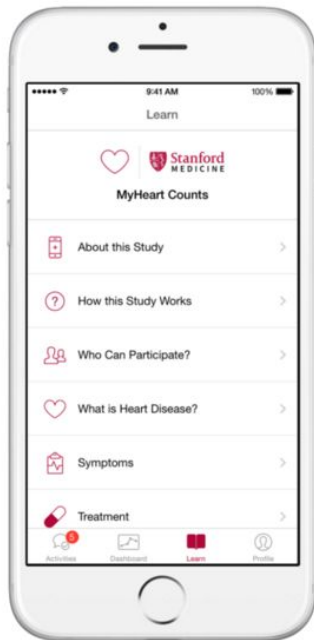 9:41 AM 100%
Learn
Stanford
MEDICINE
MyHeart Counts
About this Study
How this Study Works
? Who Can Participate?
What is Heart Disease?
Symptoms
Treatment
5
Activities Dashboard Learn Profile